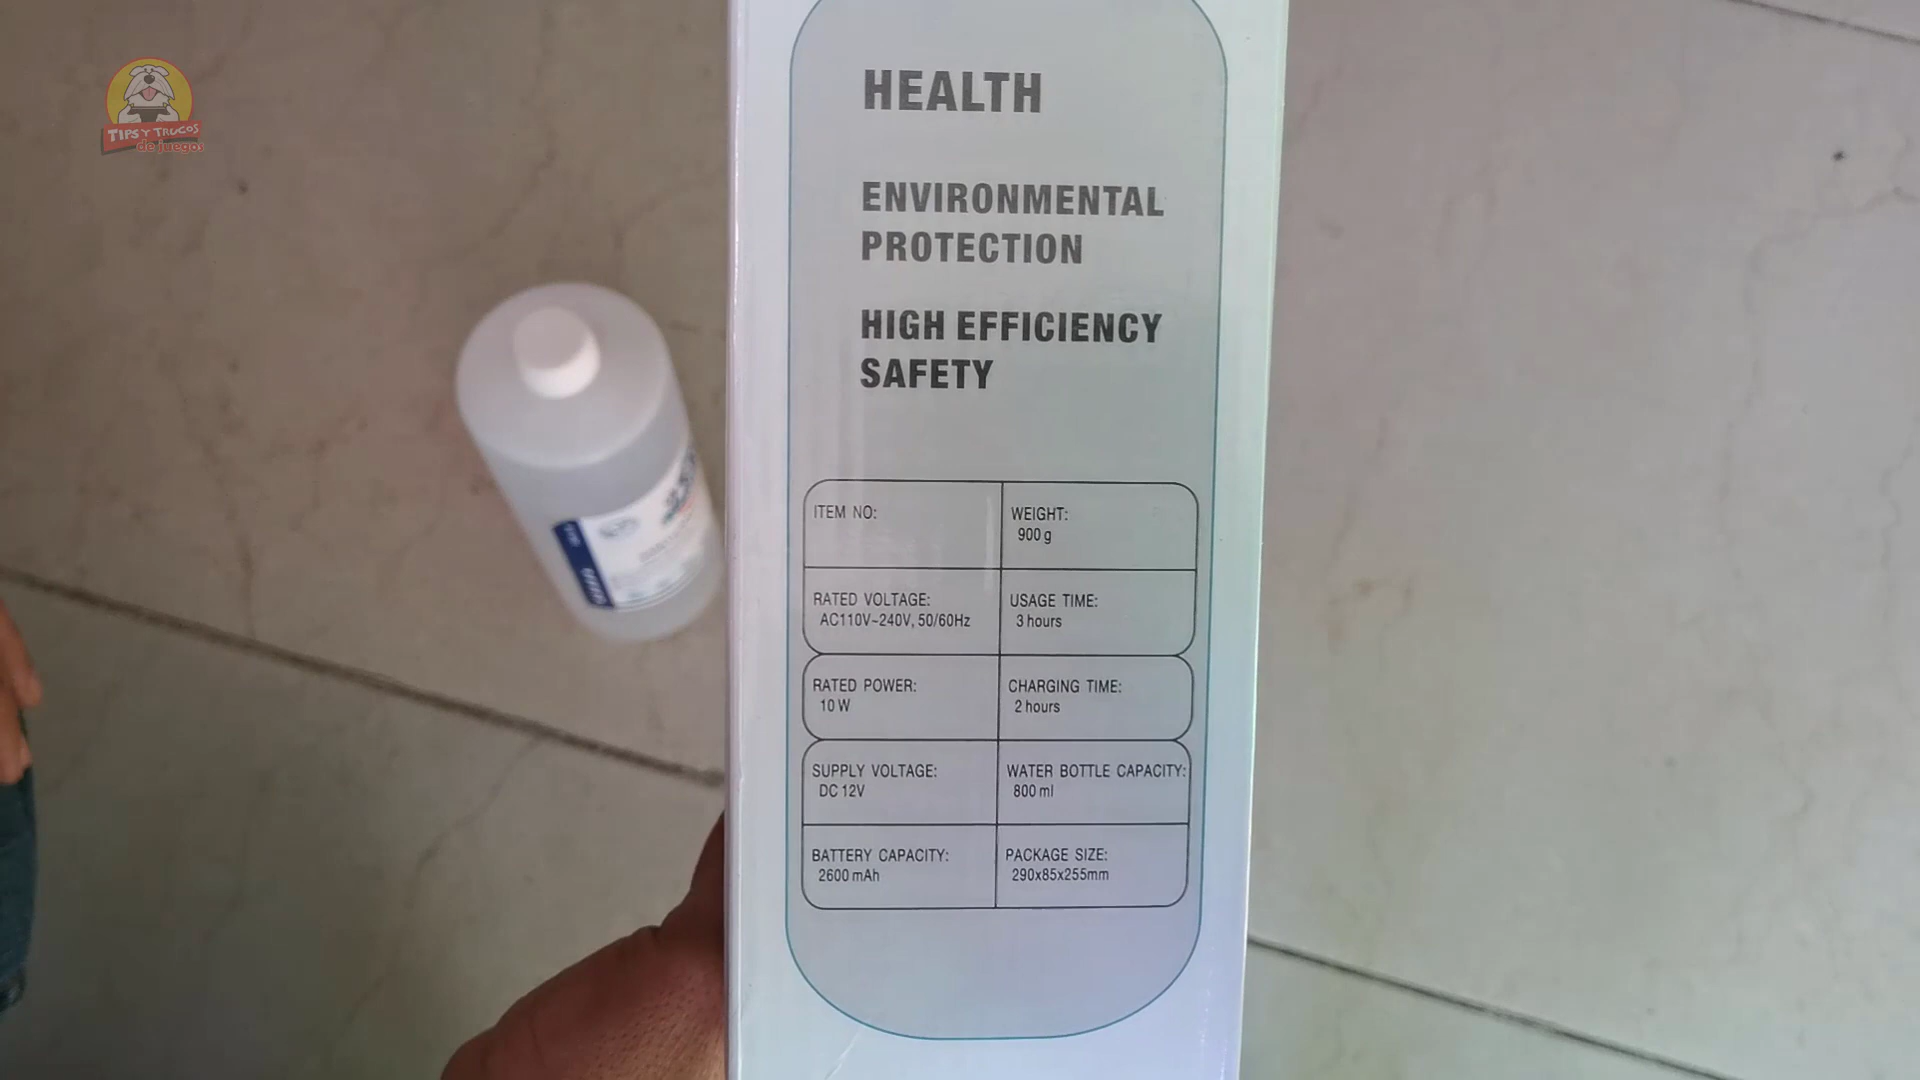 TIPS Y TRUCOS
de juegos
HEALTH
ENVIRONMENTAL
PROTECTION
HIGH EFFICIENCY
SAFETY
ITEM NO:
WEIGHT:
900 g
RATED VOLTAGE:
AC110V~240V, 50/60Hz
USAGE TIME:
3 hours
RATED POWER:
10 W
CHARGING TIME:
2 hours
SUPPLY VOLTAGE:
DC 12V
WATER BOTTLE CAPACITY:
800 ml
BATTERY CAPACITY:
2600 mAh
PACKAGE SIZE:
290x85x255mm